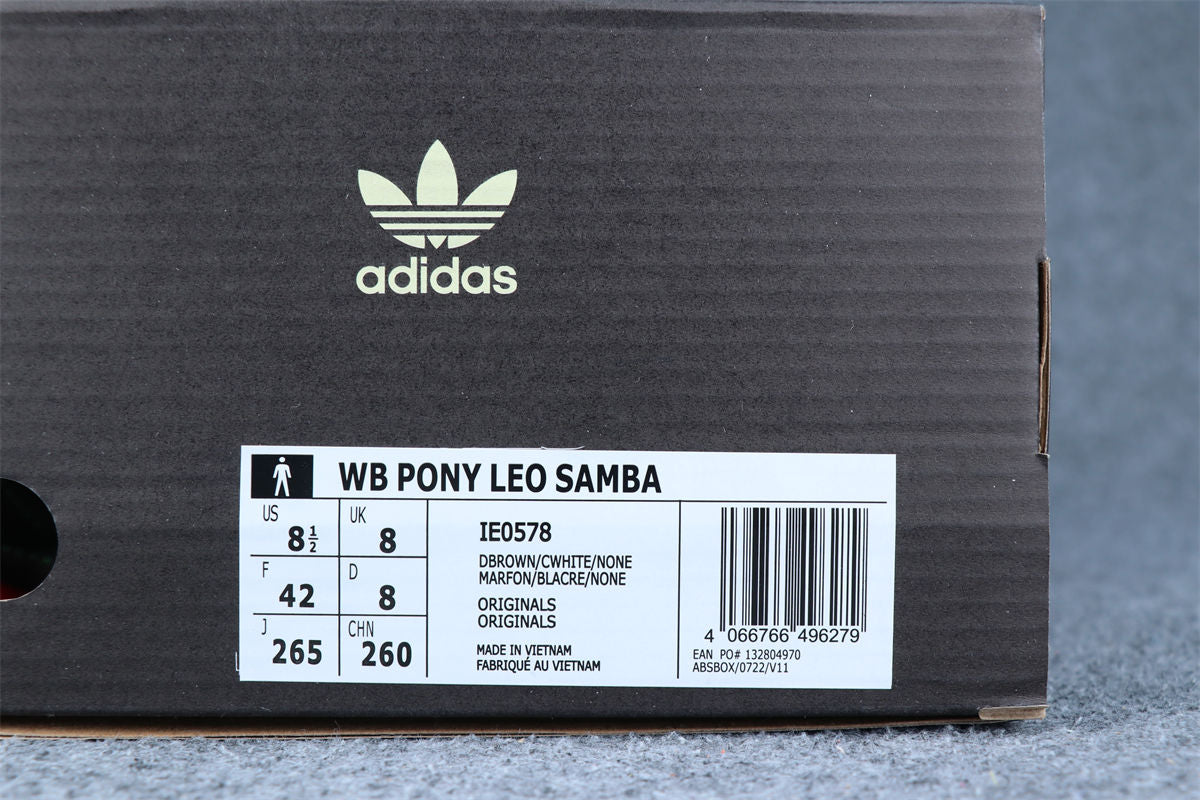 adidas
WB PONY LEO SAMBA
US
8½
UK
8
F
42
D
8
J
265
CHN
260
IE0578
DBROWN/CWHITE/NONE
MARFON/BLACRE/NONE
ORIGINALS
ORIGINALS
MADE IN VIETNAM
FABRIQUÉ AU VIETNAM
4 066766 496279
EAN PO# 132804970
ABSBOX/0722/V11